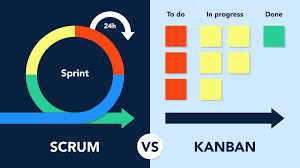 24h
Sprint
SCRUM
VS
To do In progress Done
KANBAN